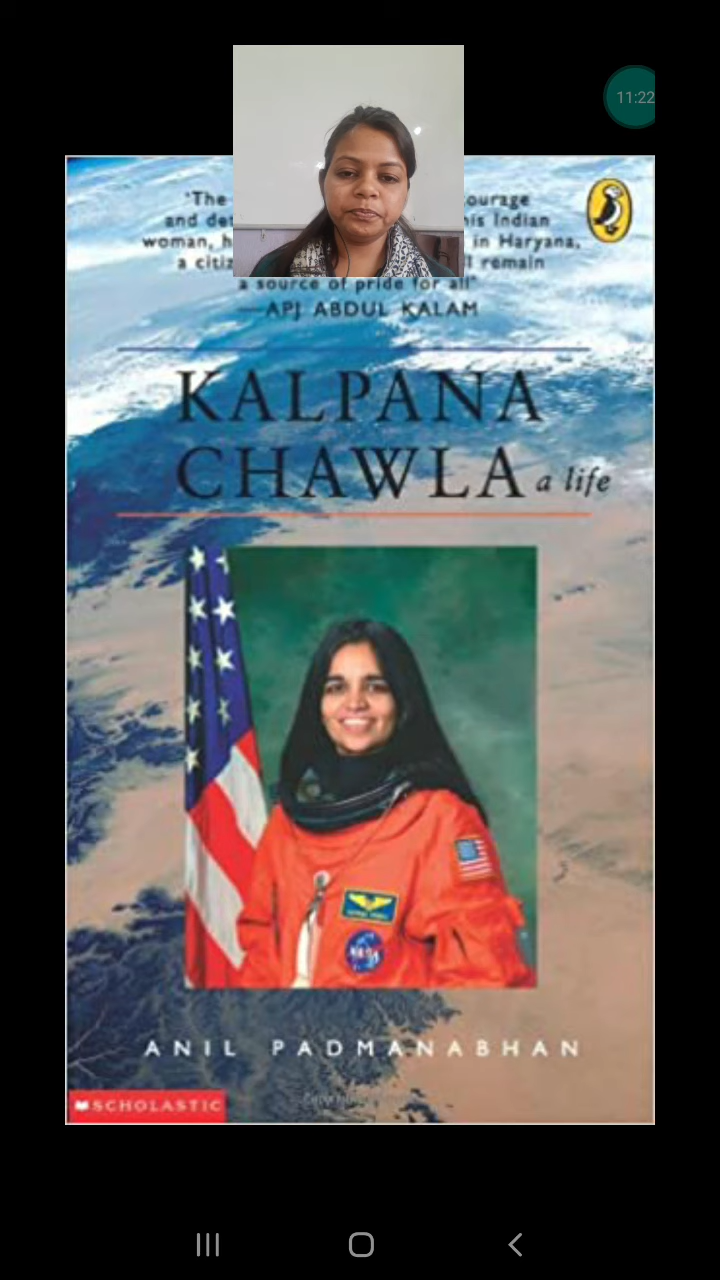 11:22
"The ourage
and det his Indian
woman, h in Haryana,
a citiz ll remain
a source of pride for all"
—APJ ABDUL KALAM
KALPANA
CHAWLA a life
NASA
ANIL PADMANABHAN
SCHOLASTIC